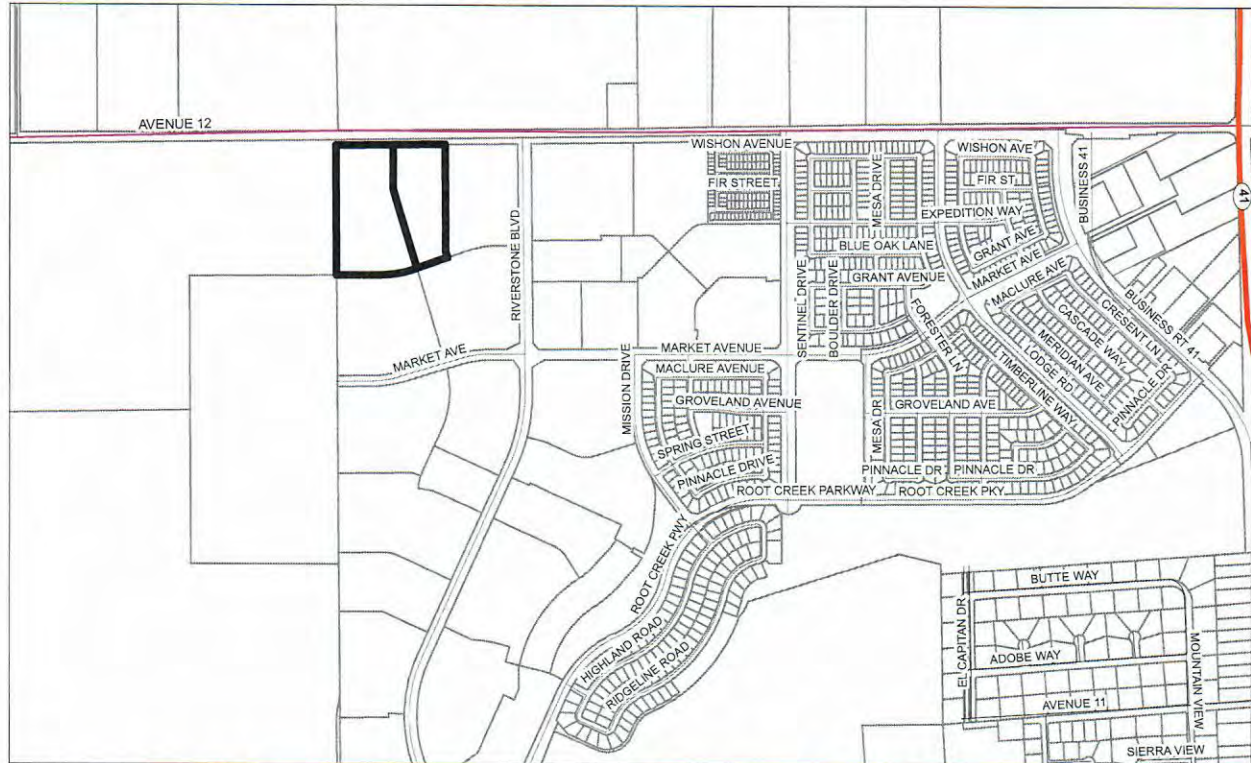 AVENUE 12
WISHON AVENUE
WISHON AVE
FIR STREET
FIR ST
MESA DRIVE
BUSINESS 41
41
EXPEDITION WAY
BLUE OAK LANE
GRANT AVE
GRANT AVENUE
MARKET AVE
MACLURE AVE
RIVERSTONE BLVD
SENTINEL DRIVE
BOULDER DRIVE
FORESTER LN
CRESENT LN
BUSINESS RT 41
CASCADE WAY
MERIDIAN AVE
LODGE RD
TIMBERLINE WAY
PINNACLE DR
MARKET AVE
MARKET AVENUE
MISSION DRIVE
MACLURE AVENUE
GROVELAND AVENUE
GROVELAND AVE
MESA DR
SPRING STREET
PINNACLE DRIVE
PINNACLE DR
PINNACLE DR
ROOT CREEK PARKWAY
ROOT CREEK PKY
ROOT CREEK PWY
HIGHLAND ROAD
RIDGELINE ROAD
BUTTE WAY
EL CAPITAN DR
ADOBE WAY
MOUNTAIN VIEW
AVENUE 11
SIERRA VIEW